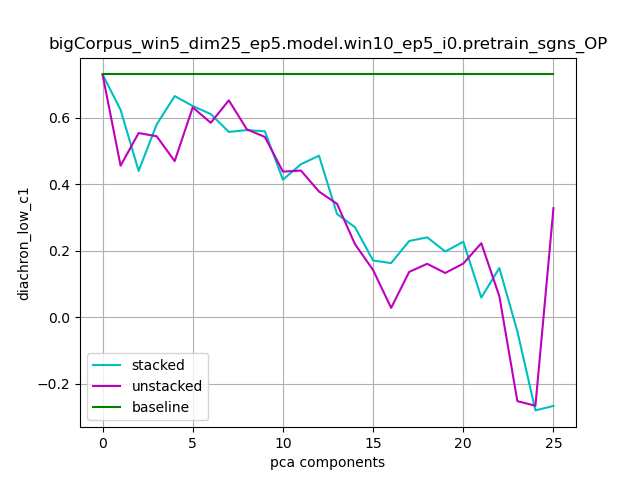 bigCorpus_win5_dim25_ep5.model.win10_ep5_i0.pretrain_sgns_OP
0.6
0.4
0.2
0.0
−0.2
diachron_low_c1
stacked
unstacked
baseline
0 5 10 15 20 25
pca components